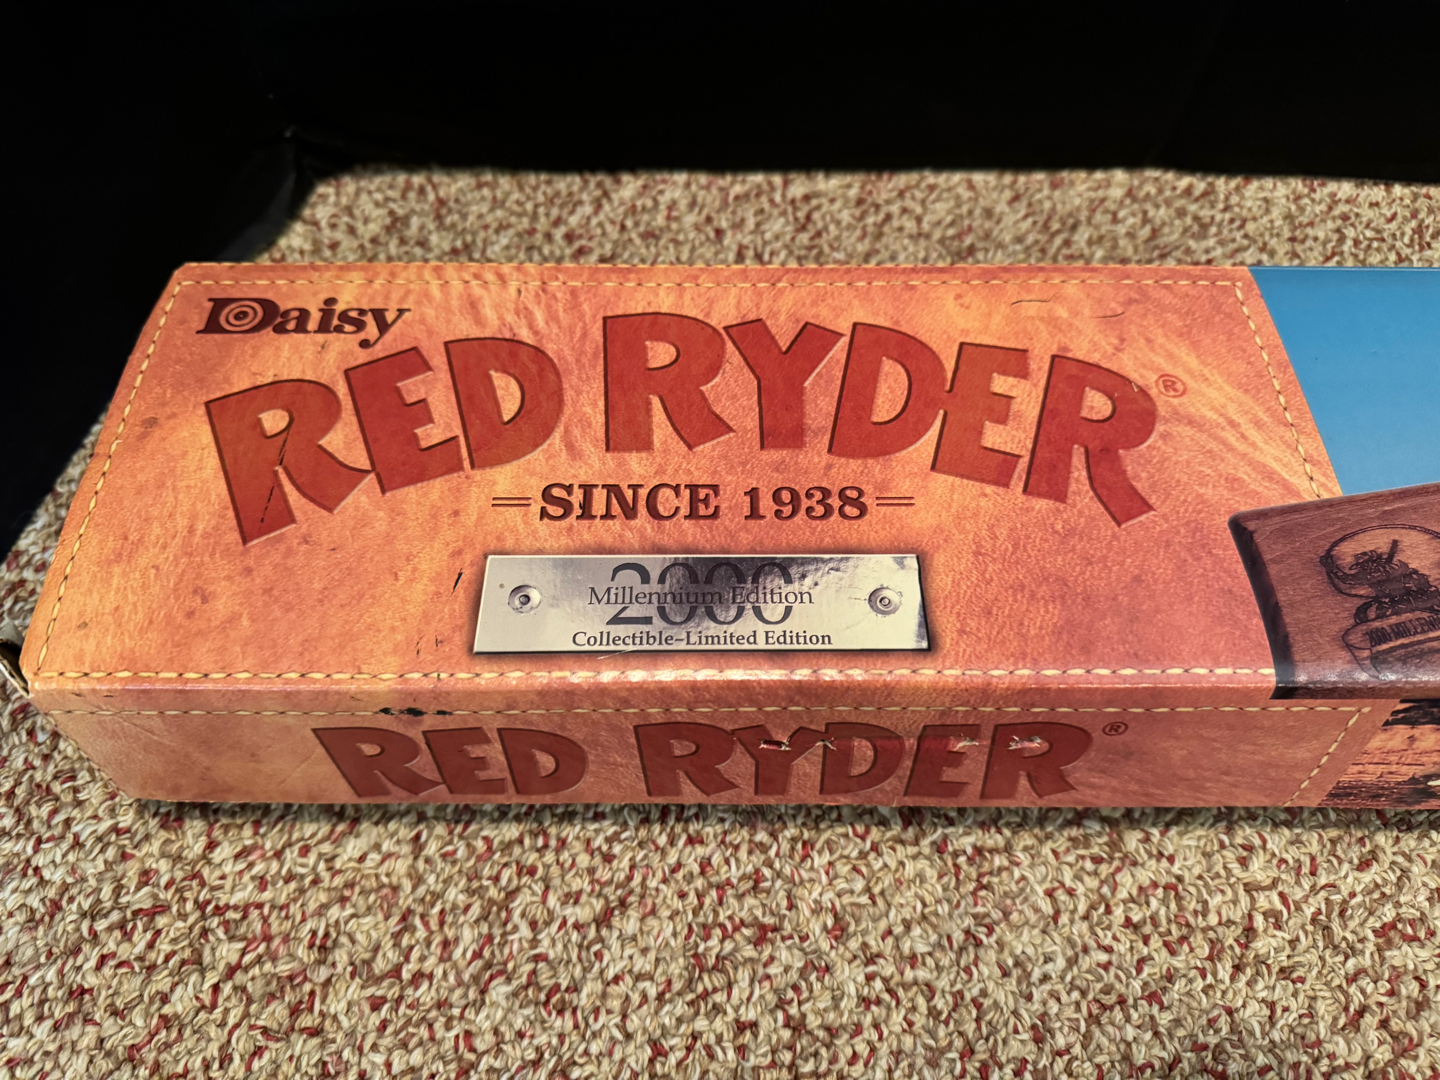 Daisy
RED RYDER®
SINCE 1938
2000
Millennium Edition
Collectible-Limited Edition
RED RYDER®